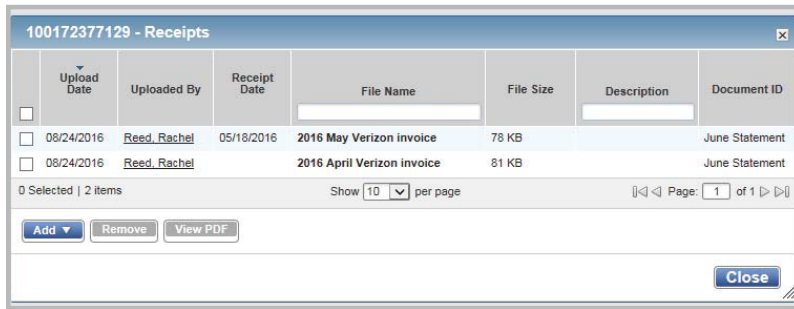 100172377129 - Receipts
Upload Date Uploaded By Receipt Date File Name File Size Description Document ID
08/24/2016 Reed, Rachel 05/18/2016 2016 May Verizon invoice 78 KB June Statement
08/24/2016 Reed, Rachel 2016 April Verizon invoice 81 KB June Statement
0 Selected | 2 items Show 10 per page Page: 1 of 1
Add Remove View PDF
Close